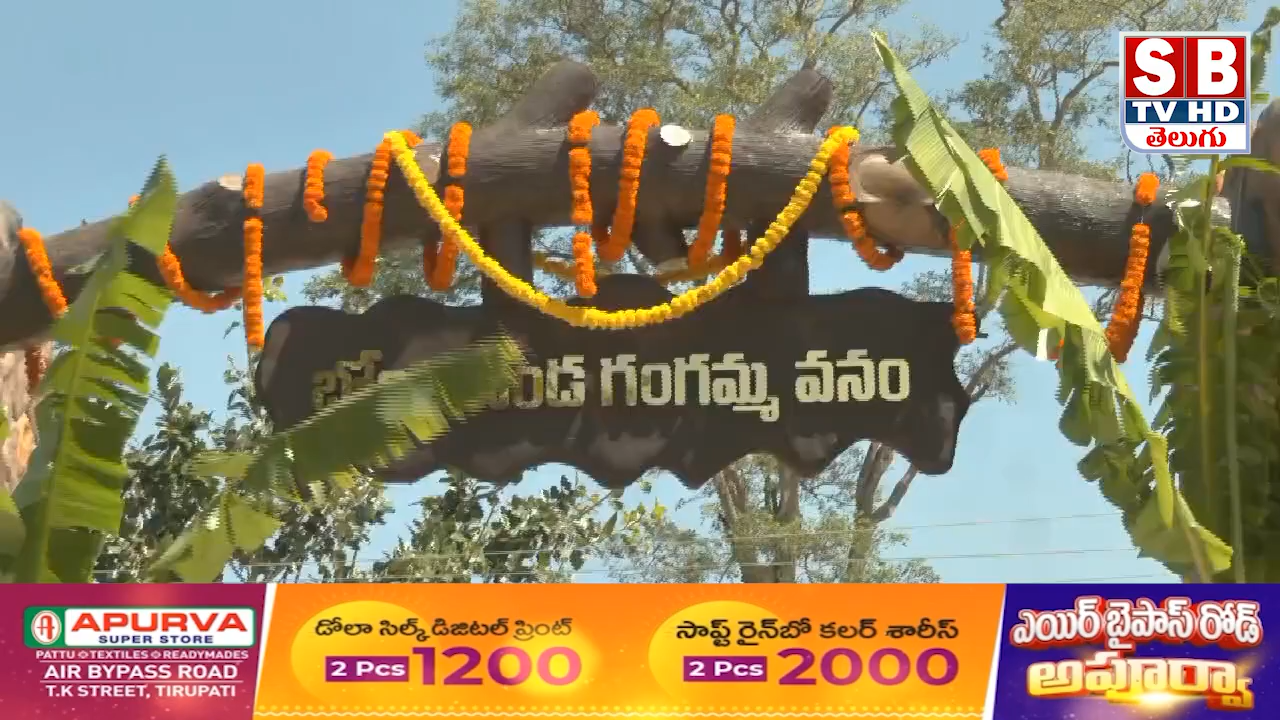 SB
TV HD
తెలుగు
గంగమ్మ వనం
APURVA
SUPER STORE
PATTU TEXTILES READYMADES
AIR BYPASS ROAD
T.K STREET, TIRUPATI
డోలా సిల్క్ డిజిటల్ ప్రింట్
2 Pcs 1200
సాఫ్ట్ రైన్‌బో కలర్ శారీస్
2 Pcs 2000
ఎయిర్ బైపాస్ రోడ్
అపూర్వా